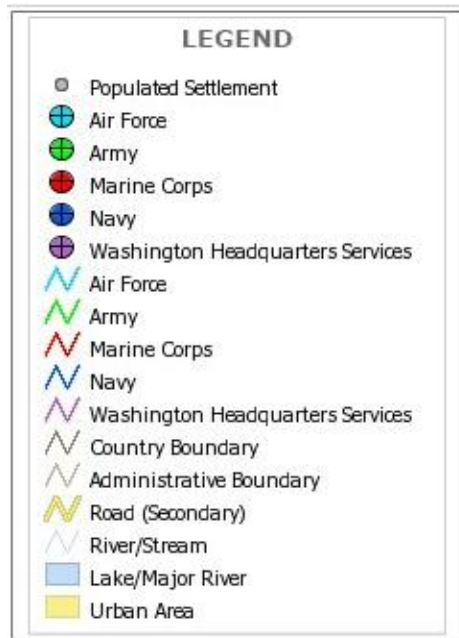 LEGEND
Populated Settlement
Air Force
Army
Marine Corps
Navy
Washington Headquarters Services
Air Force
Army
Marine Corps
Navy
Washington Headquarters Services
Country Boundary
Administrative Boundary
Road (Secondary)
River/Stream
Lake/Major River
Urban Area